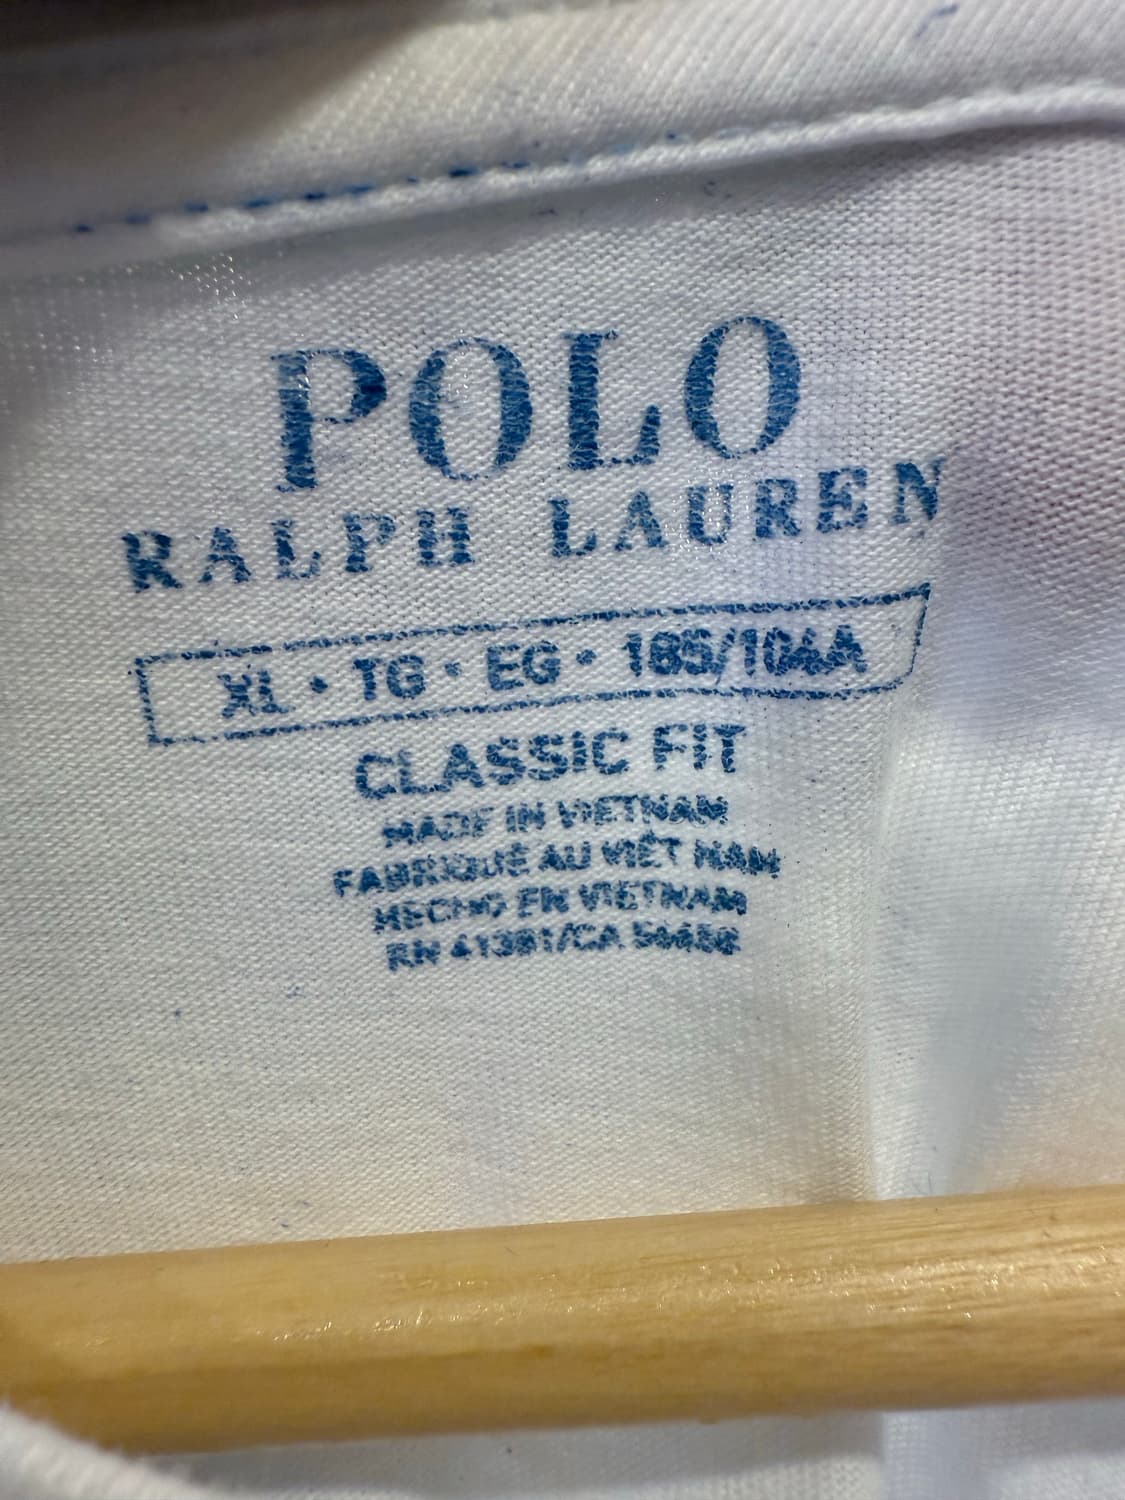 POLO
RALPH LAUREN
XL • TG • EG • 185/104A
CLASSIC FIT
MADE IN VIETNAM
FABRIQUÉ AU VIÊT NAM
HECHO EN VIETNAM
RN 41381/CA 56458